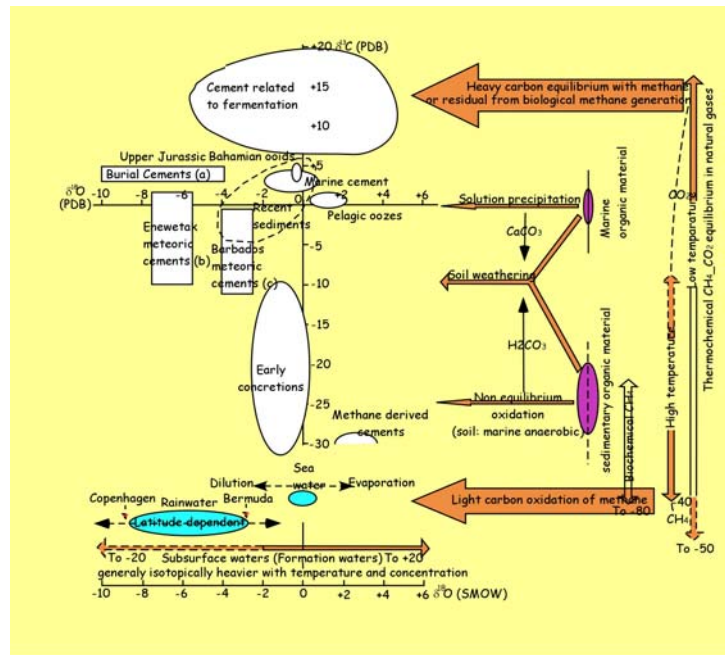 +20 δ¹³C (PDB)
Cement related
to fermentation
+15
+10
Heavy carbon equilibrium with methane
or residual from biological methane generation
Upper Jurassic Bahamian ooids
+5
Burial Cements (a)
Marine cement
δ¹⁸O
(PDB)
-10
-8
-6
-4
-2
0
+2
+4
+6
Pelagic oozes
Recent
sediments
Enewetak
meteoric
cements (b)
Barbados
meteoric
cements (c)
-5
-10
-15
-20
-25
-30
Early
concretions
Methane derived
cements
Solution precipitation
CaCO3
Soil weathering
H2CO3
Non equilibrium
oxidation
(soil: marine anaerobic)
Marine
organic material
sedimentary organic material
Biochemical CH4
High temperature
CO2
Low temparature
Thermochemical CH4_CO2 equilibrium in natural gases
Sea
water
Dilution
Evaporation
Copenhagen
Rainwater
Bermuda
Latitude dependent
Light carbon oxidation of methane
To -80
-40
CH4
To -50
To -20
Subsurface waters (Formation waters)
To +20
generaly isotopically heavier with temperature and concentration
-10
-8
-6
-4
-2
0
+2
+4
+6
δ¹⁸O (SMOW)